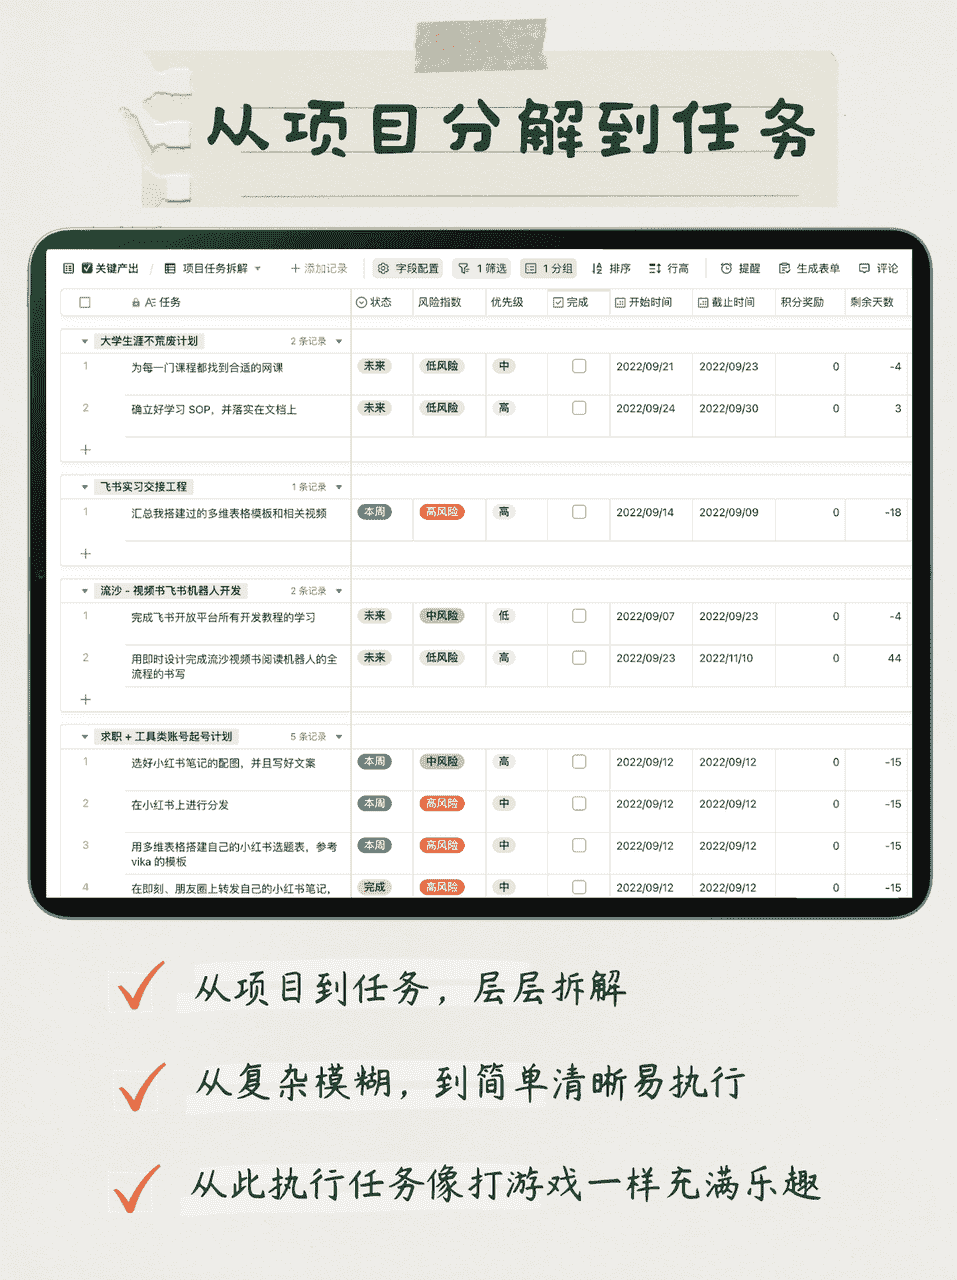 从项目分解到任务
关键产出 / 项目任务拆解 添加记录 字段配置 1 筛选 1 分组 排序 行高 提醒 生成表单 评论
任务 状态 风险指数 优先级 完成 开始时间 截止时间 积分奖励 剩余天数
大学生涯不荒废计划 2 条记录
1 为每一门课程都找到合适的网课 未来 低风险 中 2022/09/21 2022/09/23 0 -4
2 确立好学习 SOP，并落实在文档上 未来 低风险 高 2022/09/24 2022/09/30 0 3
飞书实习交接工程 1 条记录
1 汇总我搭建过的多维表格模板和相关视频 本周 高风险 高 2022/09/14 2022/09/09 0 -18
流沙 - 视频书飞书机器人开发 2 条记录
1 完成飞书开放平台所有开发教程的学习 未来 中风险 低 2022/09/07 2022/09/23 0 -4
2 用即时设计完成流沙视频书阅读机器人的全 未来 低风险 高 2022/09/23 2022/11/10 0 44
流程的书写
求职 + 工具类账号起号计划 5 条记录
1 选好小红书笔记的配图，并且写好文案 本周 中风险 高 2022/09/12 2022/09/12 0 -15
2 在小红书上进行分发 本周 高风险 中 2022/09/12 2022/09/12 0 -15
3 用多维表格搭建自己的小红书选题表，参考 本周 高风险 中 2022/09/12 2022/09/12 0 -15
vika 的模板
4 在即刻、朋友圈上转发自己的小红书笔记， 完成 高风险 中 2022/09/12 2022/09/12 0 -15
从项目到任务，层层拆解
从复杂模糊，到简单清晰易执行
从此执行任务像打游戏一样充满乐趣